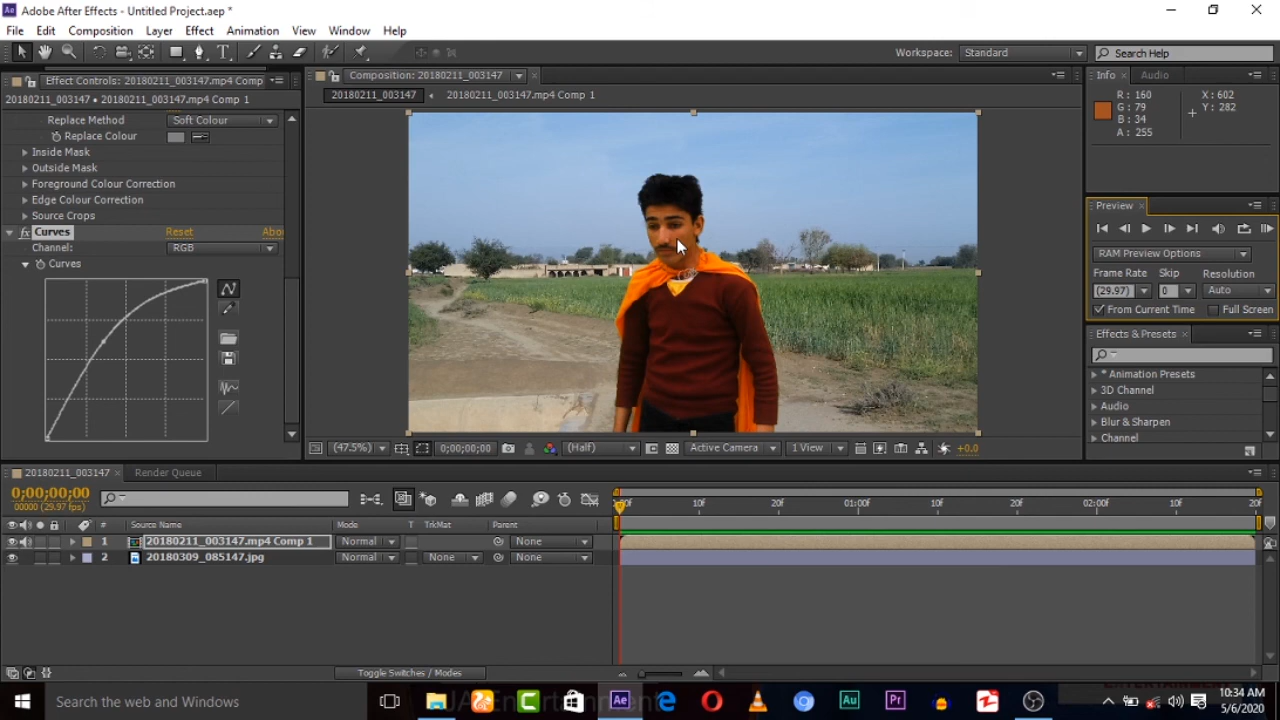 Adobe After Effects - Untitled Project.aep *
File Edit Composition Layer Effect Animation View Window Help
Workspace: Standard Search Help
Effect Controls: 20180211_003147.mp4 Comp
20180211_003147 • 20180211_003147.mp4 Comp 1
Replace Method Soft Colour
Replace Colour
Inside Mask
Outside Mask
Foreground Colour Correction
Edge Colour Correction
Source Crops
fx Curves Reset Abo
Channel: RGB
Curves
Composition: 20180211_003147
20180211_003147 20180211_003147.mp4 Comp 1
(47.5%) 0;00;00;00 (Half) Active Camera 1 View +0.0
Info Audio
R: 160 X: 602
G: 79 Y: 282
B: 34
A: 255
Preview
RAM Preview Options
Frame Rate Skip Resolution
(29.97) 0 Auto
From Current Time Full Screen
Effects & Presets
* Animation Presets
3D Channel
Audio
Blur & Sharpen
Channel
20180211_003147 Render Queue
0;00;00;00
00000 (29.97 fps)
:00f 10f 20f 01:00f 10f 20f 02:00f 10f 20f
# Source Name Mode T TrkMat Parent
1 20180211_003147.mp4 Comp 1 Normal None
2 20180309_085147.jpg Normal None None
Toggle Switches / Modes
Search the web and Windows
Ae Au Pr
10:34 AM
5/6/2020